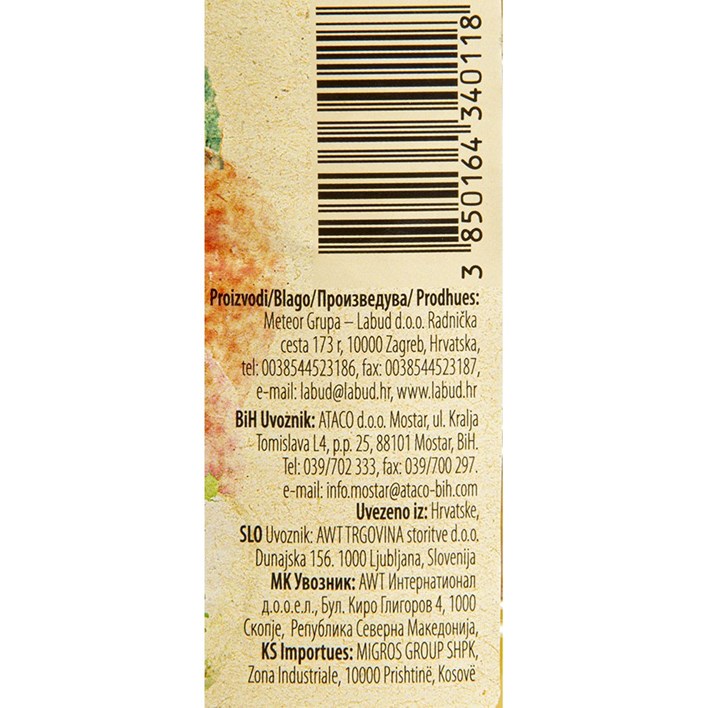 3 850164 340118
Proizvodi/Blago/Произведува/ Prodhues:
Meteor Grupa – Labud d.o.o. Radnička
cesta 173 r, 10000 Zagreb, Hrvatska,
tel: 0038544523186, fax: 0038544523187,
e-mail: labud@labud.hr, www.labud.hr
BiH Uvoznik: ATACO d.o.o. Mostar, ul. Kralja
Tomislava L4, p.p. 25, 88101 Mostar, BiH.
Tel: 039/702 333, fax: 039/700 297.
e-mail: info.mostar@ataco-bih.com
Uvezeno iz: Hrvatske,
SLO Uvoznik: AWT TRGOVINA storitve d.o.o.
Dunajska 156. 1000 Ljubljana, Slovenija
МК Увозник: AWT Интернационал
д.о.о.ел., Бул. Киро Глигоров 4, 1000
Скопје, Република Северна Македонија,
KS Importues: MIGROS GROUP SHPK,
Zona Industriale, 10000 Prishtinë, Kosovë